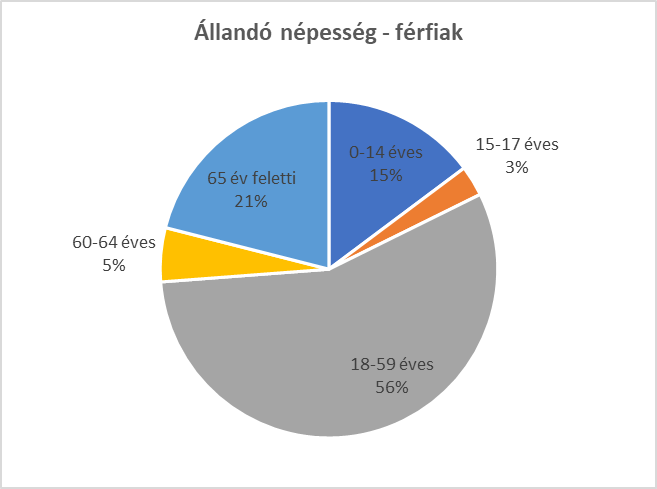 Állandó népesség - férfiak
0-14 éves
15%
15-17 éves
3%
18-59 éves
56%
60-64 éves
5%
65 év feletti
21%